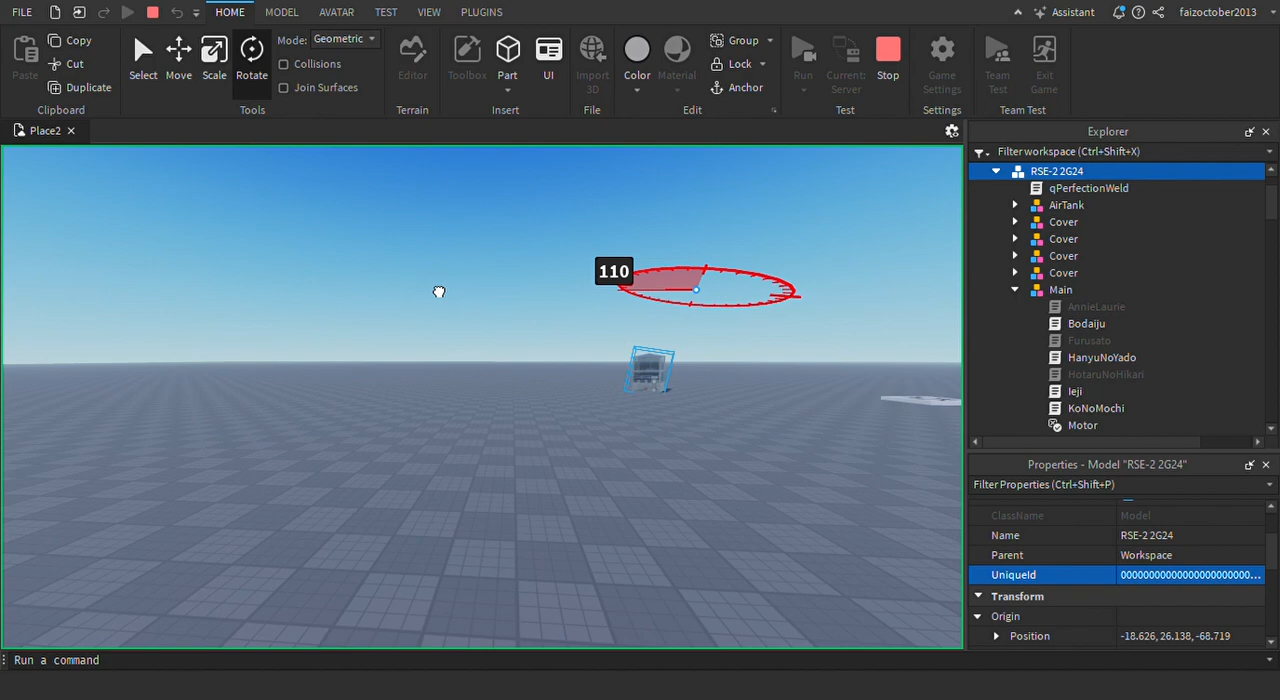 FILE HOME MODEL AVATAR TEST VIEW PLUGINS Assistant faizoctober2013
Paste Copy Cut Duplicate
Clipboard
Select Move Scale Rotate
Mode: Geometric
Collisions
Join Surfaces
Tools
Editor
Terrain
Toolbox Part UI
Insert
Import 3D
File
Color Material Group Lock Anchor
Edit
Run Current: Server Stop
Test
Game Settings
Settings
Team Test Exit Game
Team Test
Place2
110
Explorer
Filter workspace (Ctrl+Shift+X)
RSE-2 2G24
qPerfectionWeld
AirTank
Cover
Cover
Cover
Cover
Main
AnnieLaurie
Bodaiju
Furusato
HanyuNoYado
HotaruNoHikari
Ieji
KoNoMochi
Motor
Properties - Model "RSE-2 2G24"
Filter Properties (Ctrl+Shift+P)
ClassName Model
Name RSE-2 2G24
Parent Workspace
UniqueId 00000000000000000000000...
Transform
Origin
Position -18.626, 26.138, -68.719
Run a command